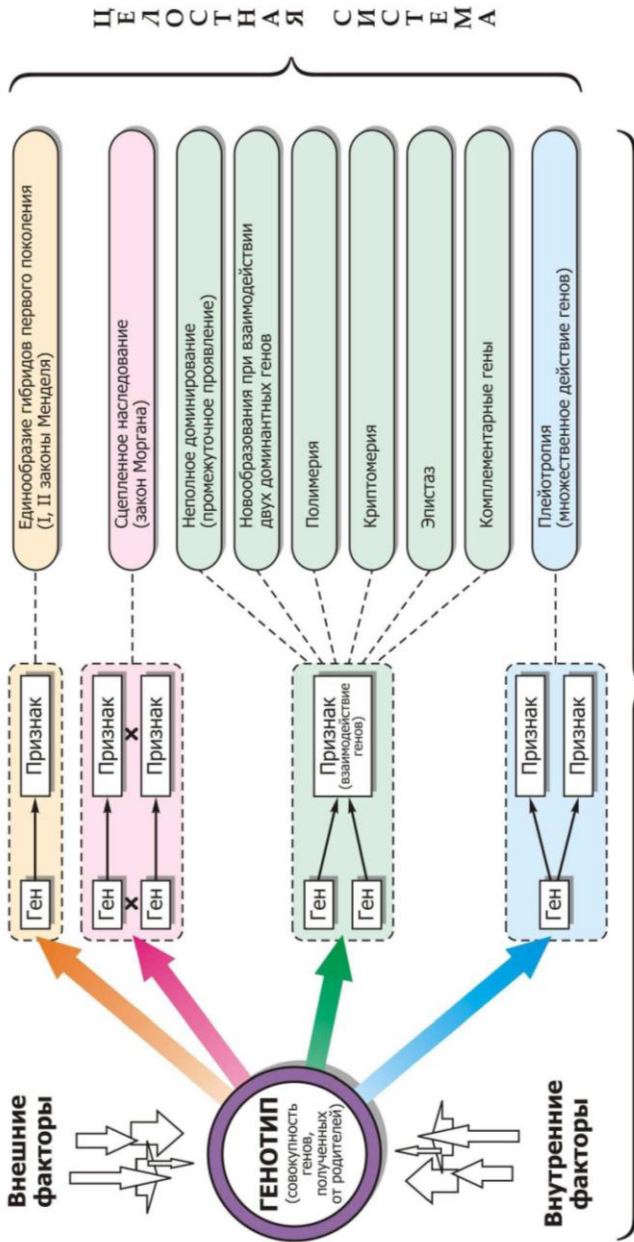 Внешние
факторы
ГЕНОТИП
(совокупность
генов,
полученных
от родителей)
Внутренние
факторы
Ген
Признак
Единообразие гибридов первого поколения
(I, II законы Менделя)
Ген
Признак
х
х
Ген
Признак
Сцепленное наследование
(закон Моргана)
Ген
Ген
Признак
(взаимодействие
генов)
Неполное доминирование
(промежуточное проявление)
Новообразования при взаимодействии
двух доминантных генов
Полимерия
Криптомерия
Эпистаз
Комплементарные гены
Ген
Признак
Признак
Плейотропия
(множественное действие генов)
ЦЕЛОСТНАЯ СИСТЕМА